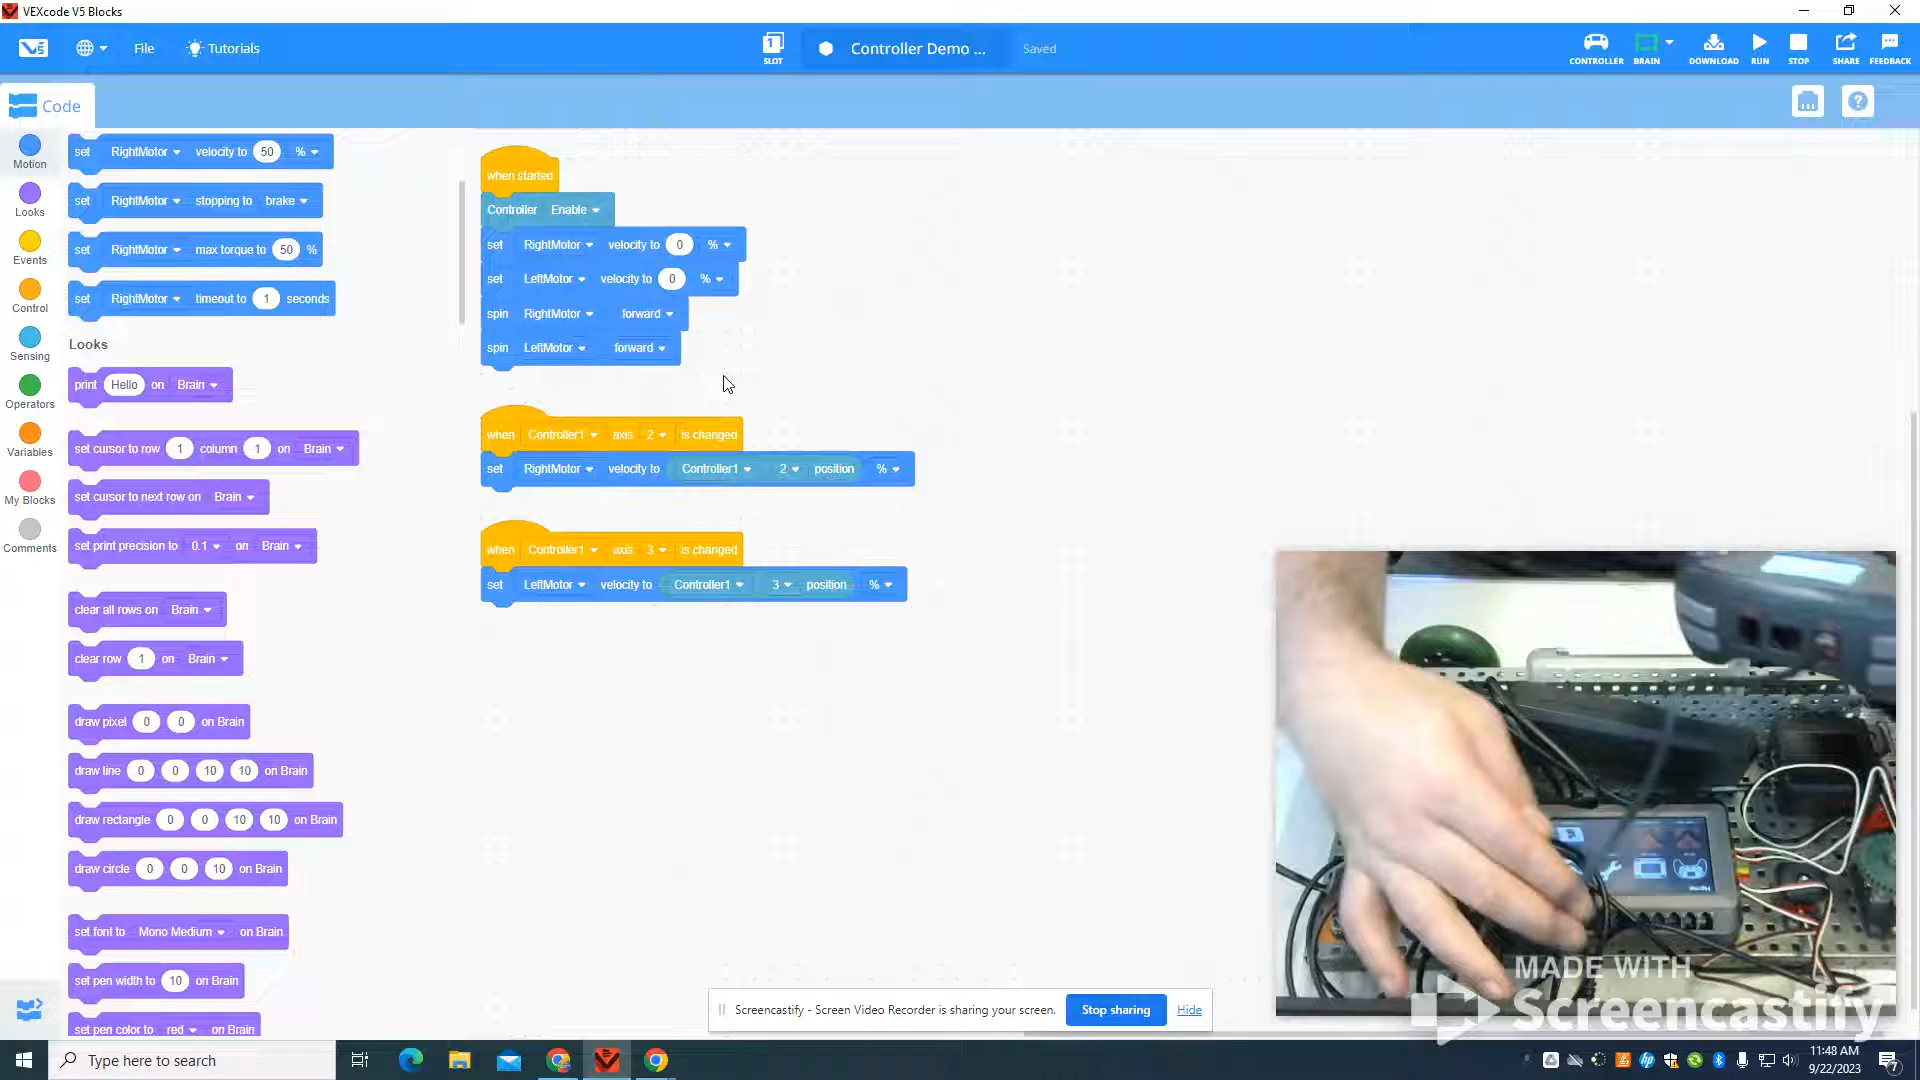 VEXcode V5 Blocks
V5
File
Tutorials
1
SLOT
Controller Demo ...
Saved
CONTROLLER
BRAIN
DOWNLOAD
RUN
STOP
SHARE
FEEDBACK
Code
?
Motion
Looks
Events
Control
Sensing
Operators
Variables
My Blocks
Comments
set RightMotor velocity to 50 %
set RightMotor stopping to brake
set RightMotor max torque to 50 %
set RightMotor timeout to 1 seconds
Looks
print Hello on Brain
set cursor to row 1 column 1 on Brain
set cursor to next row on Brain
set print precision to 0.1 on Brain
clear all rows on Brain
clear row 1 on Brain
draw pixel 0 0 on Brain
draw line 0 0 10 10 on Brain
draw rectangle 0 0 10 10 on Brain
draw circle 0 0 10 on Brain
set font to Mono Medium on Brain
set pen width to 10 on Brain
set pen color to red on Brain
when started
Controller Enable
set RightMotor velocity to 0 %
set LeftMotor velocity to 0 %
spin RightMotor forward
spin LeftMotor forward
when Controller1 axis 2 is changed
set RightMotor velocity to Controller1 2 position %
when Controller1 axis 3 is changed
set LeftMotor velocity to Controller1 3 position %
MADE WITH
Screencastify
Screencastify - Screen Video Recorder is sharing your screen.
Stop sharing
Hide
Type here to search
hp
11:48 AM
9/22/2023
7